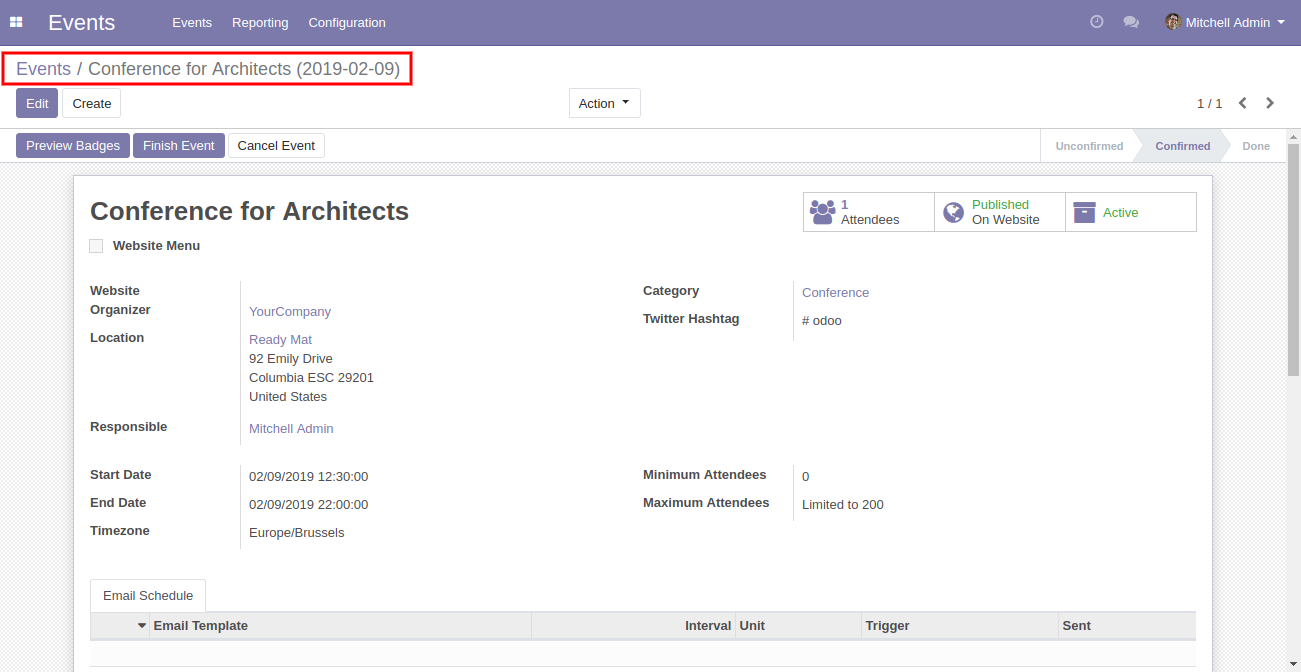 Events Events Reporting Configuration Mitchell Admin
Events / Conference for Architects (2019-02-09)
Edit Create Action 1 / 1
Preview Badges Finish Event Cancel Event Unconfirmed Confirmed Done
Conference for Architects
1 Attendees
Published On Website
Active
Website Menu
Website
Organizer YourCompany
Location Ready Mat
92 Emily Drive
Columbia ESC 29201
United States
Responsible Mitchell Admin
Category Conference
Twitter Hashtag # odoo
Start Date 02/09/2019 12:30:00
End Date 02/09/2019 22:00:00
Timezone Europe/Brussels
Minimum Attendees 0
Maximum Attendees Limited to 200
Email Schedule
Email Template Interval Unit Trigger Sent